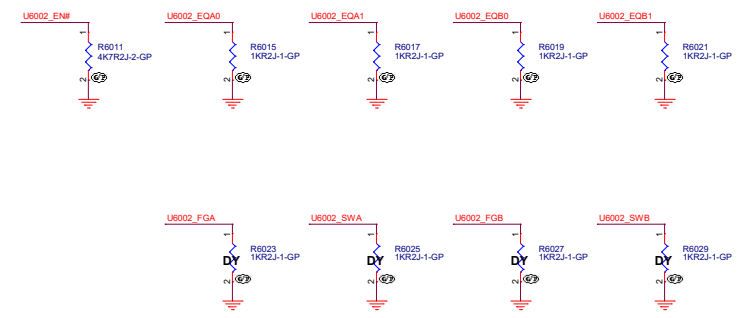 U6002_EN# U6002_EQA0 U6002_EQA1 U6002_EQB0 U6002_EQB1
1 1 1 1 1
R6011 R6015 R6017 R6019 R6021
4K7R2J-2-GP 1KR2J-1-GP 1KR2J-1-GP 1KR2J-1-GP 1KR2J-1-GP
2 2 2 2 2
U6002_FGA U6002_SWA U6002_FGB U6002_SWB
1 1 1 1
R6023 R6025 R6027 R6029
1KR2J-1-GP 1KR2J-1-GP 1KR2J-1-GP 1KR2J-1-GP
DY DY DY DY
2 2 2 2